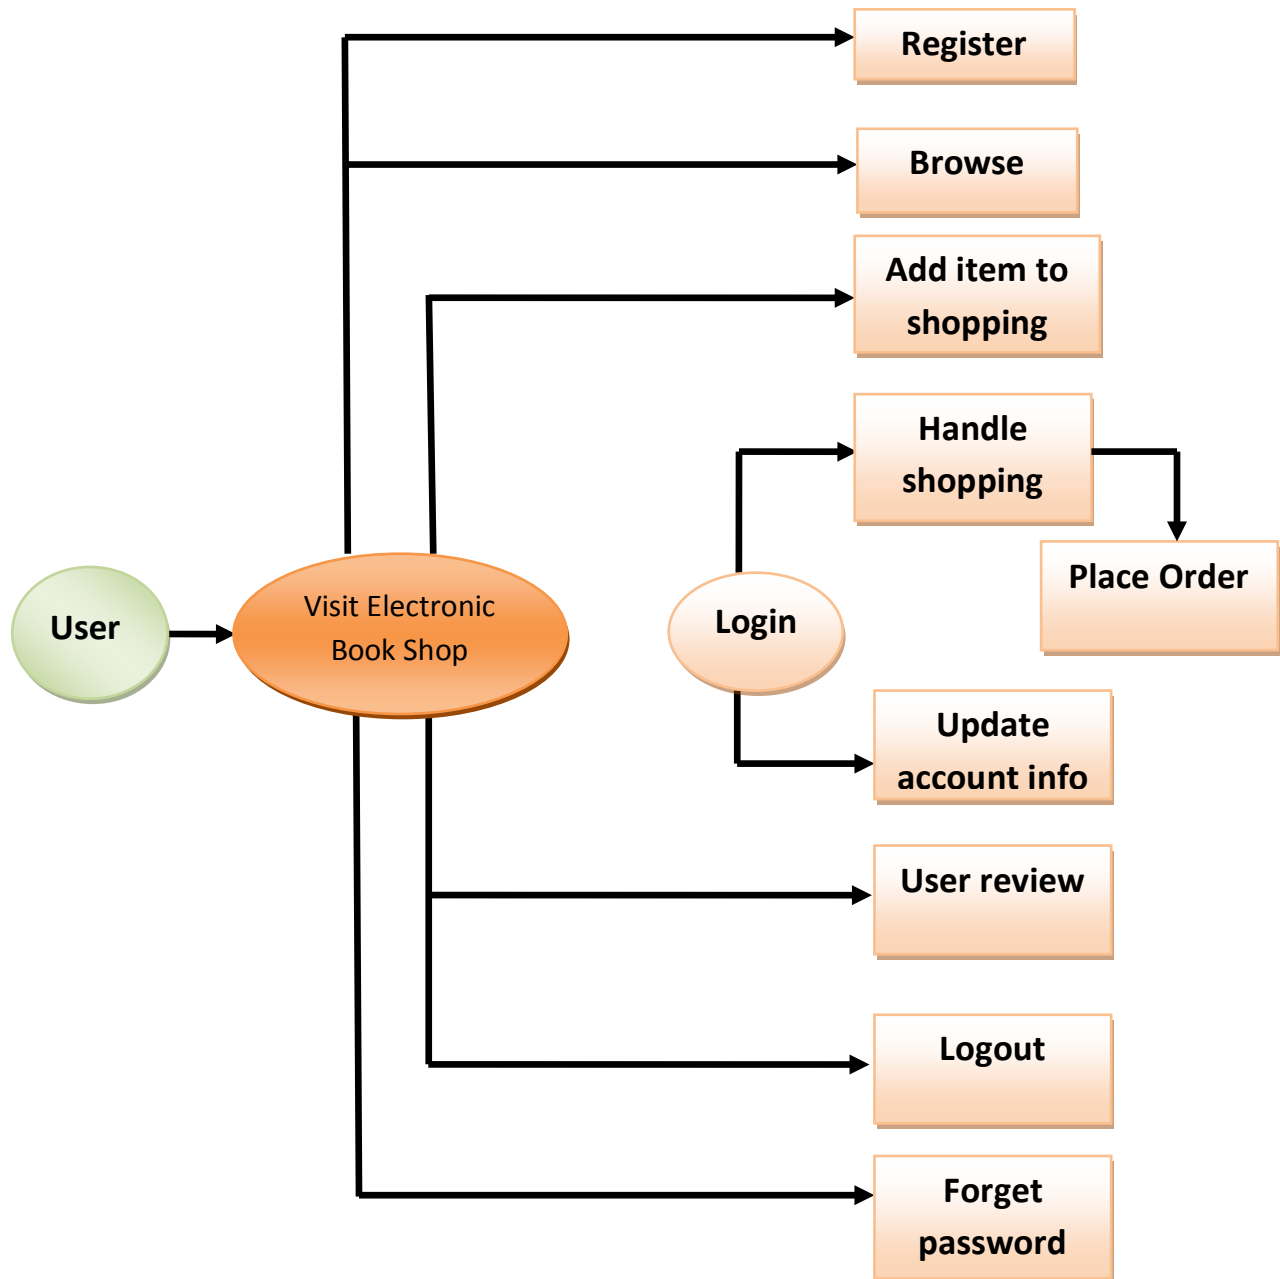 Register
Browse
Add item to
shopping
Handle
shopping
Place Order
User
Visit Electronic
Book Shop
Login
Update
account info
User review
Logout
Forget
password